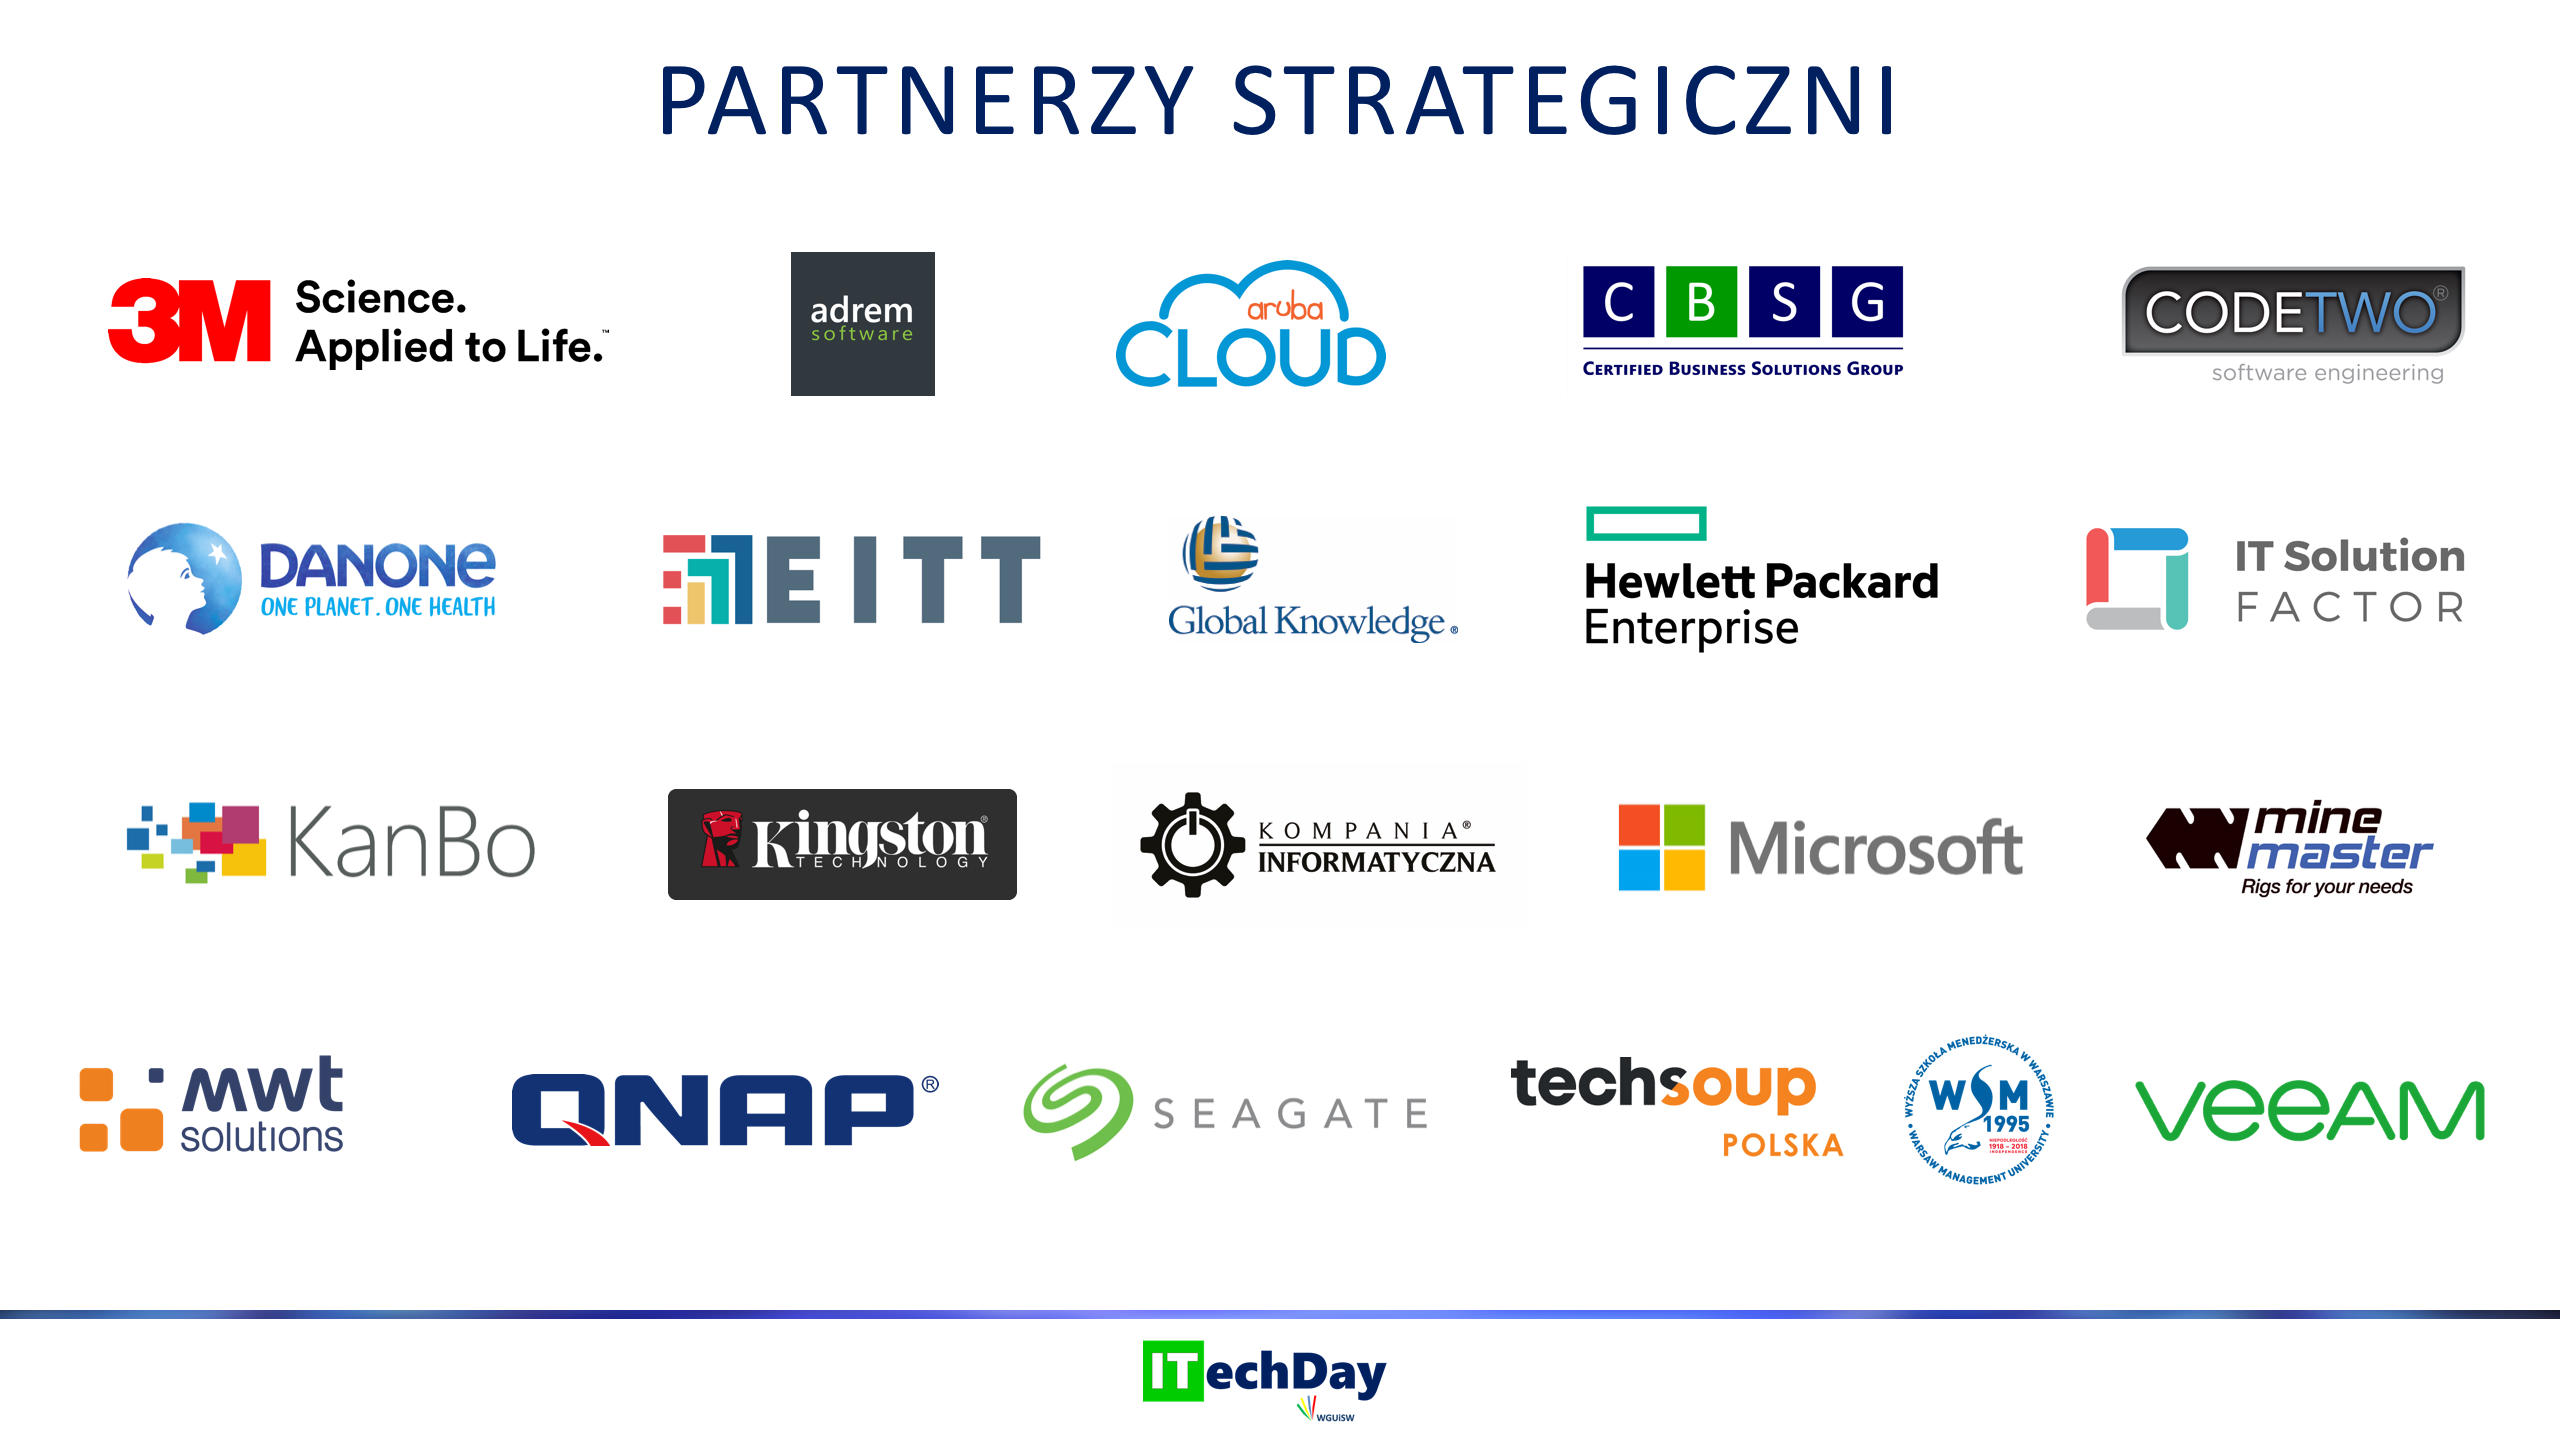 PARTNERZY STRATEGICZNI
3M Science.
Applied to Life.™
adrem
software
aruba
CLOUD
C B S G
CERTIFIED BUSINESS SOLUTIONS GROUP
CODETWO®
software engineering
DANONE
ONE PLANET. ONE HEALTH
EITT
Global Knowledge®
Hewlett Packard
Enterprise
IT Solution
FACTOR
KanBo
Kingston®
TECHNOLOGY
KOMPANIA®
INFORMATYCZNA
Microsoft
mine
master
Rigs for your needs
mwt
solutions
QNAP®
SEAGATE
techsoup
POLSKA
WYŻSZA SZKOŁA MENEDŻERSKA W WARSZAWIE
WSM
1995
NIEPODLEGŁOŚĆ
1918 - 2018
INDEPENDENCE
• WARSAW MANAGEMENT UNIVERSITY •
veeAM
ITechDay
WGUiSW